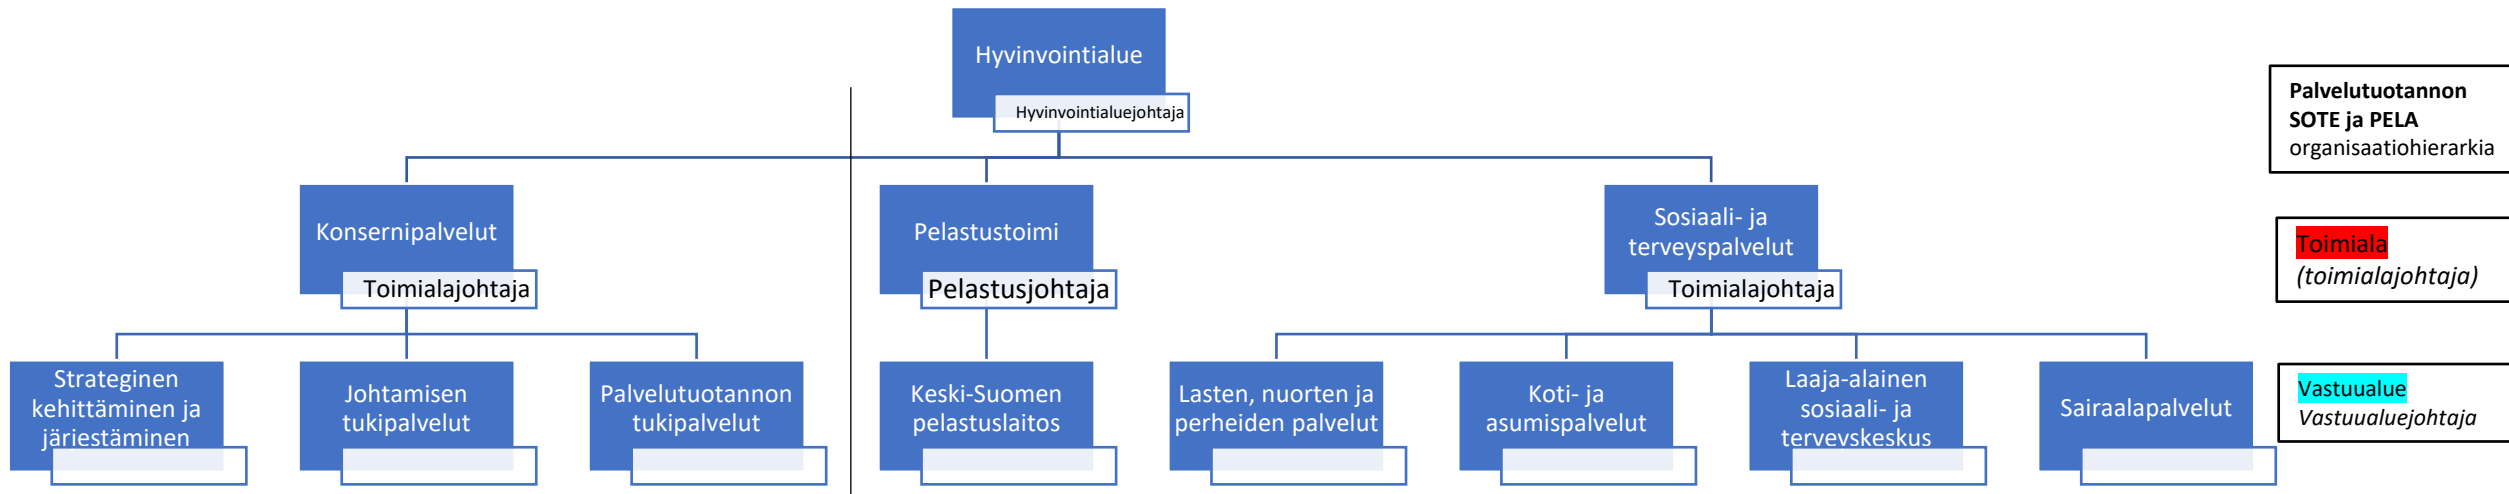 Hyvinvointialue
Hyvinvointialuejohtaja
Palvelutuotannon
SOTE ja PELA
organisaatiohierarkia
Konsernipalvelut
Toimialajohtaja
Pelastustoimi
Pelastusjohtaja
Sosiaali- ja
terveyspalvelut
Toimialajohtaja
Toimiala
(toimialajohtaja)
Strateginen
kehittäminen ja
järjestäminen
Johtamisen
tukipalvelut
Palvelutuotannon
tukipalvelut
Keski-Suomen
pelastuslaitos
Lasten, nuorten ja
perheiden palvelut
Koti- ja
asumispalvelut
Laaja-alainen
sosiaali- ja
terveyskeskus
Sairaalapalvelut
Vastuualue
Vastuualuejohtaja